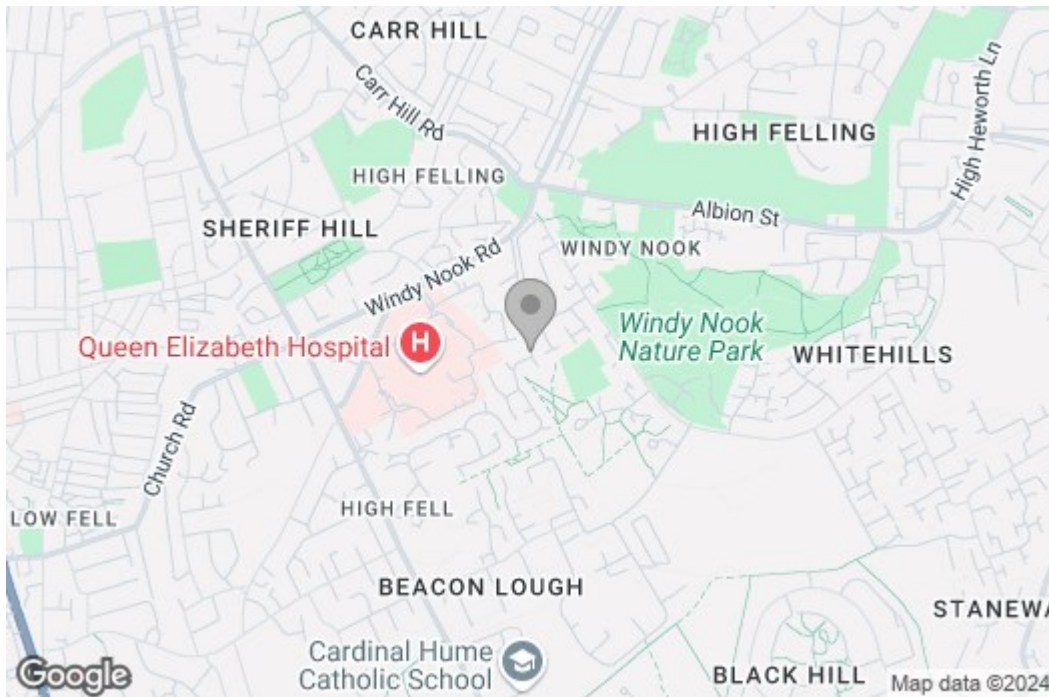 CARR HILL
Carr Hill Rd
HIGH FELLING
High Heworth Ln
HIGH FELLING
Albion St
SHERIFF HILL
WINDY NOOK
Windy Nook Rd
Queen Elizabeth Hospital
H
Windy Nook
Nature Park
WHITEHILLS
Church Rd
HIGH FELL
LOW FELL
BEACON LOUGH
STANEWA
Cardinal Hume
Catholic School
BLACK HILL
Google
Map data ©2024